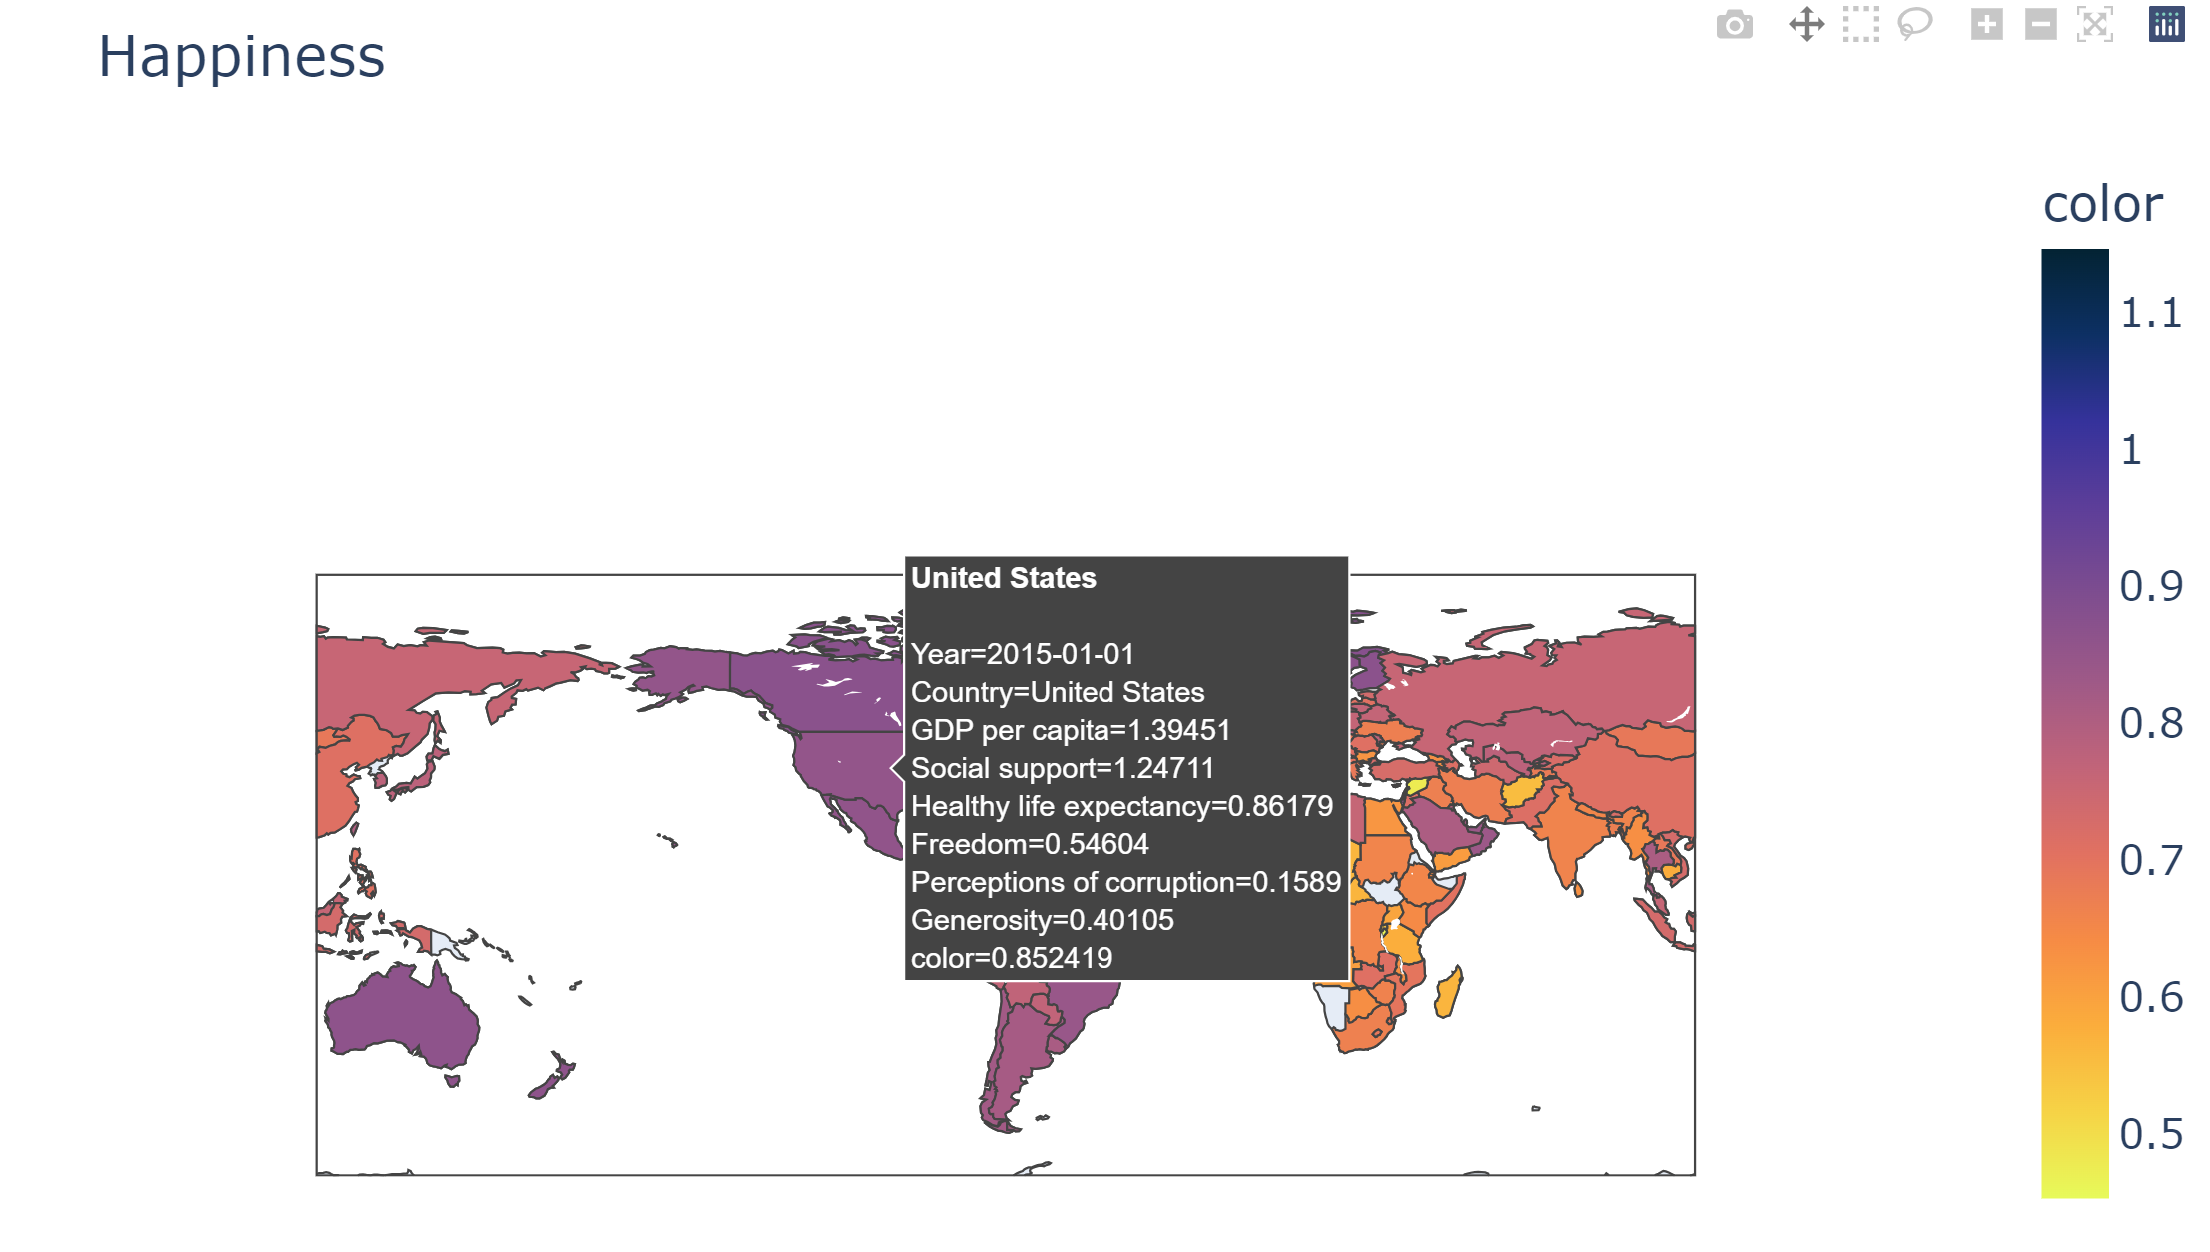 Happiness
color
1.1
1
0.9
0.8
0.7
0.6
0.5
United States
Year=2015-01-01
Country=United States
GDP per capita=1.39451
Social support=1.24711
Healthy life expectancy=0.86179
Freedom=0.54604
Perceptions of corruption=0.1589
Generosity=0.40105
color=0.852419